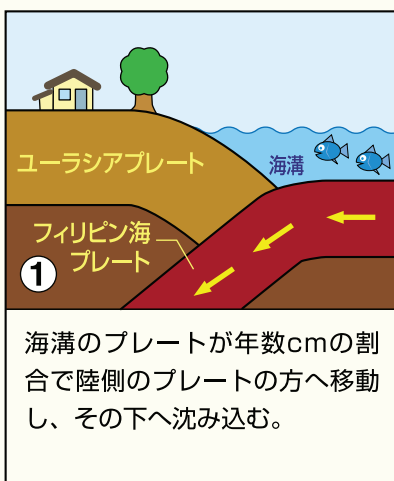 ユーラシアプレート
海溝
フィリピン海
プレート
①
海溝のプレートが年数cmの割
合で陸側のプレートの方へ移動
し、その下へ沈み込む。